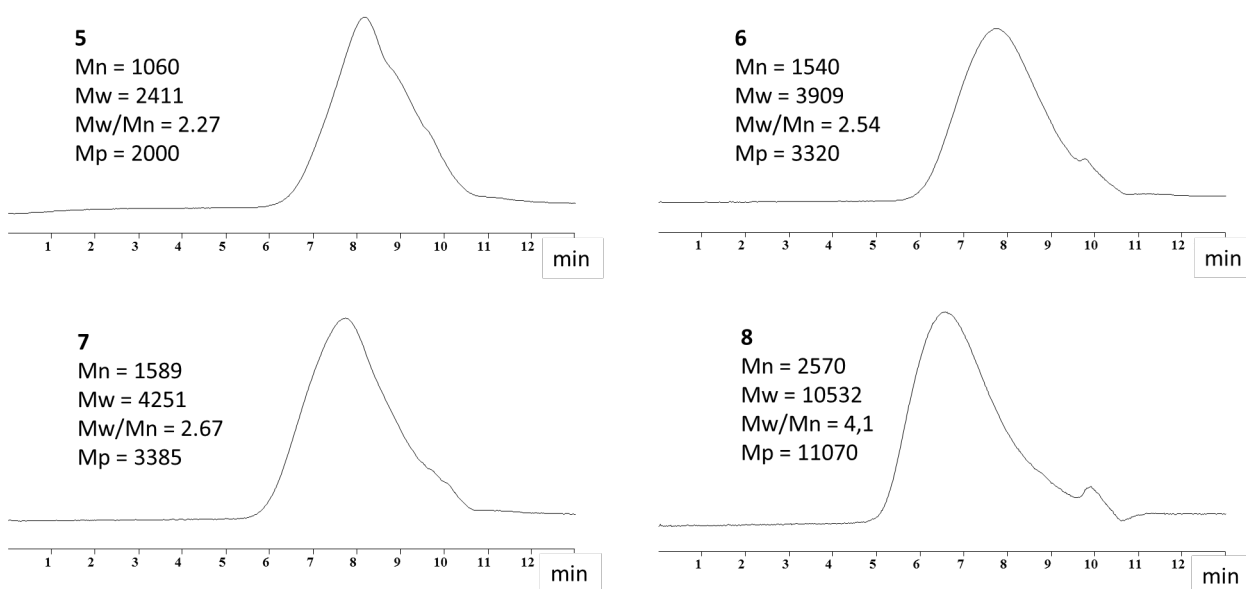 5
Mn = 1060
Mw = 2411
Mw/Mn = 2.27
Mp = 2000
1 2 3 4 5 6 7 8 9 10 11 12
min
6
Mn = 1540
Mw = 3909
Mw/Mn = 2.54
Mp = 3320
1 2 3 4 5 6 7 8 9 10 11 12
min
7
Mn = 1589
Mw = 4251
Mw/Mn = 2.67
Mp = 3385
1 2 3 4 5 6 7 8 9 10 11 12
min
8
Mn = 2570
Mw = 10532
Mw/Mn = 4,1
Mp = 11070
1 2 3 4 5 6 7 8 9 10 11 12
min